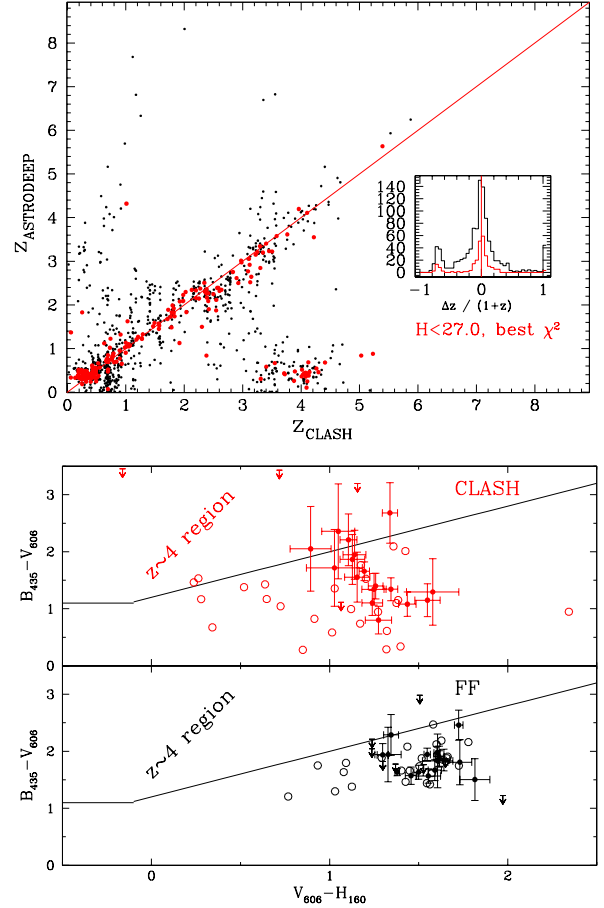 8
7
6
5
4
3
2
1
0
Z_ASTRODEEP
0 1 2 3 4 5 6 7 8
Z_CLASH
140
120
100
80
60
40
20
0
-1 0 1
Δz / (1+z)
H<27.0, best χ²
CLASH
z~4 region
3
2
1
0
B_435−V_606
FF
z~4 region
3
2
1
0
B_435−V_606
0 1 2
V_606−H_160